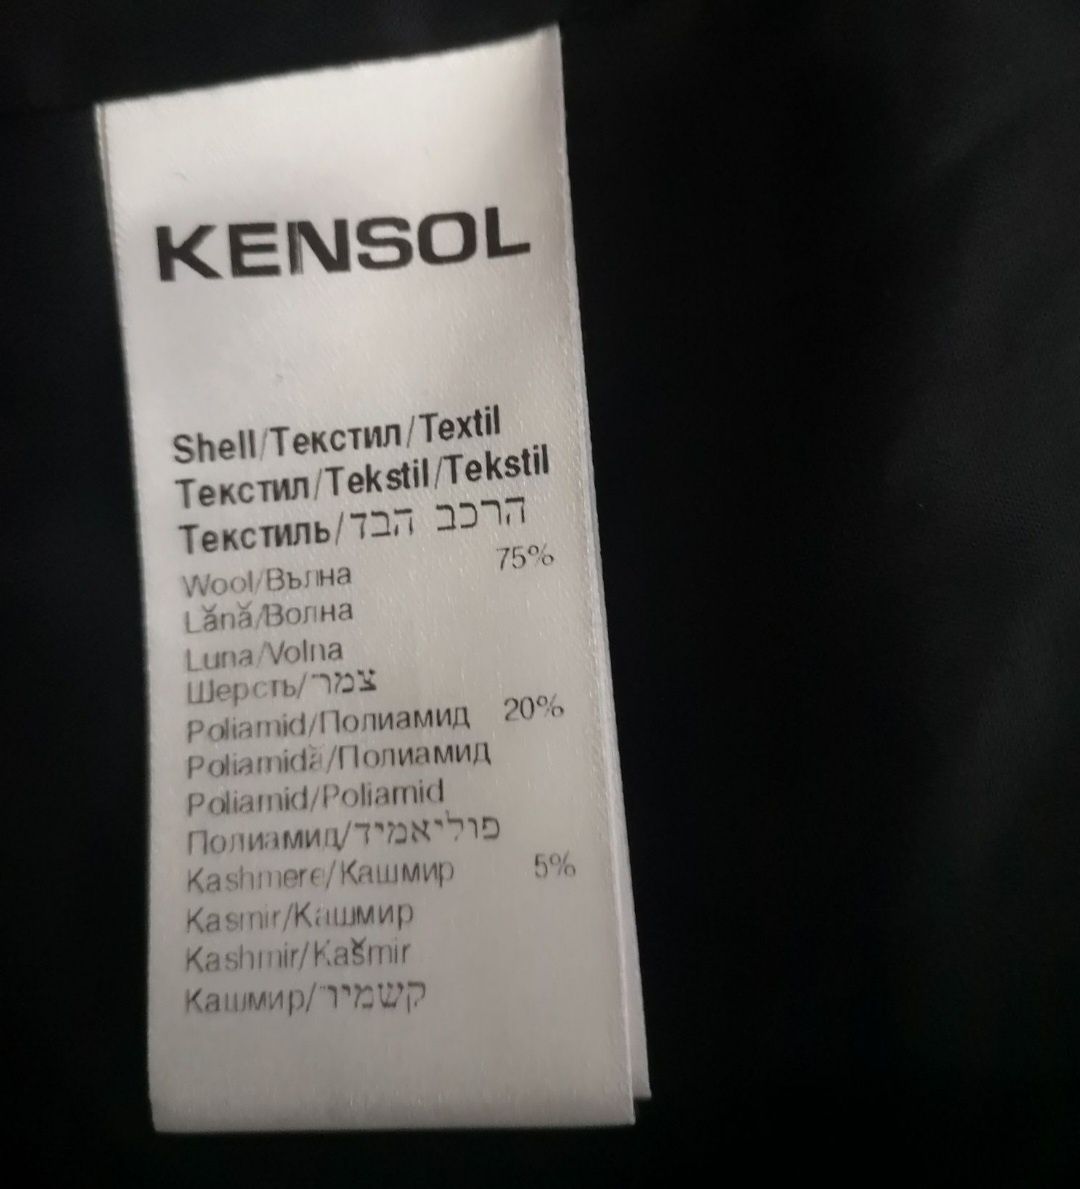 KENSOL
Shell/Текстил/Textil
Текстил/Tekstil/Tekstil
Текстиль/הרכב הבד
Wool/Вълна 75%
Lănă/Волна
Luna/Volna
Шерсть/צמר
Poliamid/Полиамид 20%
Poliamidă/Полиамид
Poliamid/Poliamid
Полиамид/פוליאמיד
Kashmere/Кашмир 5%
Kasmir/Кашмир
Kashmir/Kašmir
Кашмир/קשמיר